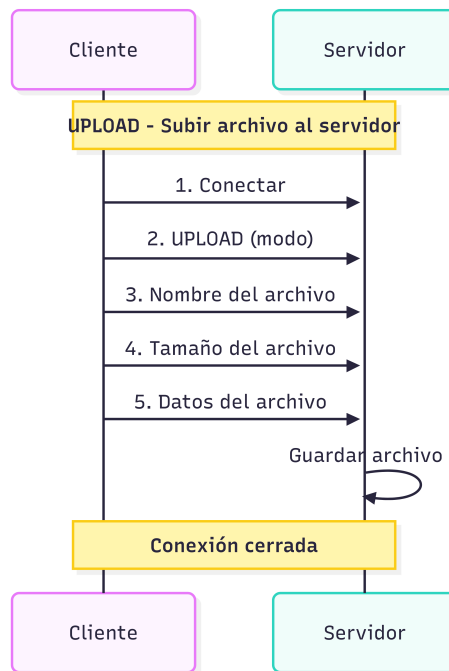 Cliente
Servidor
UPLOAD - Subir archivo al servidor
1. Conectar
2. UPLOAD (modo)
3. Nombre del archivo
4. Tamaño del archivo
5. Datos del archivo
Guardar archivo
Conexión cerrada
Cliente
Servidor